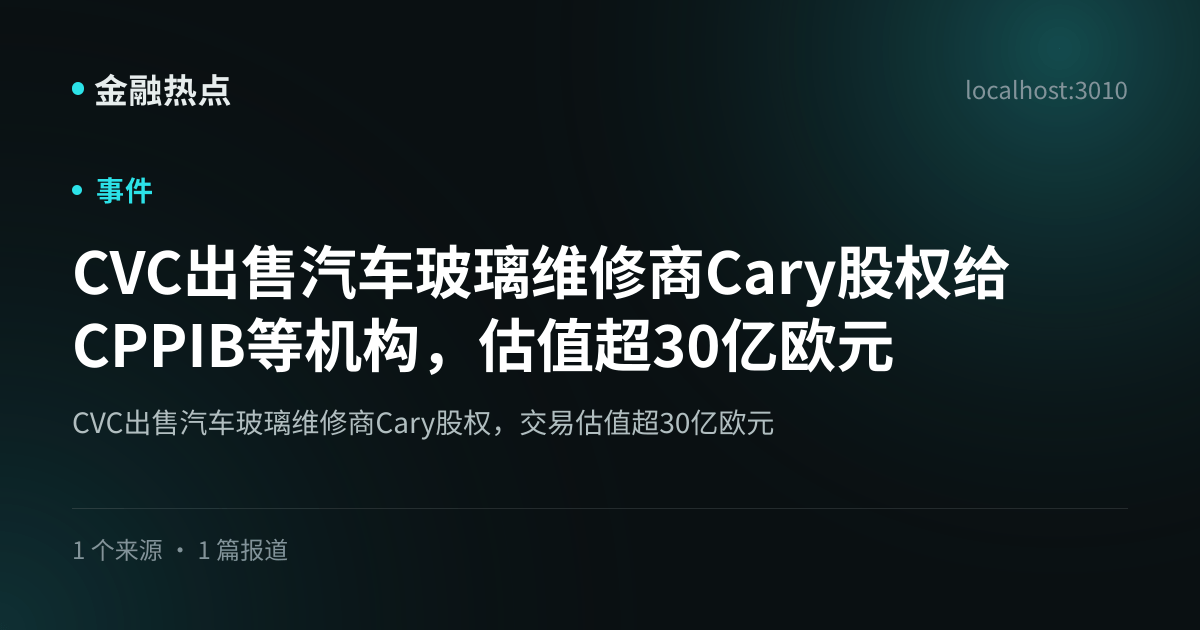 金融热点
localhost:3010
事件
CVC出售汽车玻璃维修商Cary股权给
CPPIB等机构，估值超30亿欧元
CVC出售汽车玻璃维修商Cary股权，交易估值超30亿欧元
1 个来源 · 1 篇报道